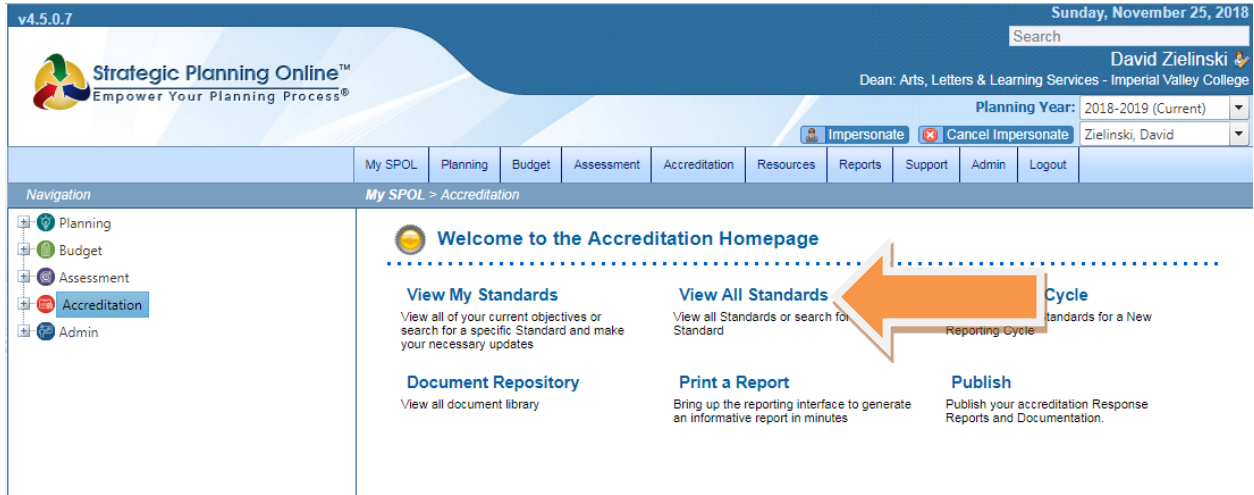 v4.5.0.7
Sunday, November 25, 2018
Search
Strategic Planning Online™
Empower Your Planning Process®
David Zielinski
Dean: Arts, Letters & Learning Services - Imperial Valley College
Planning Year: 2018-2019 (Current)
Impersonate Cancel Impersonate Zielinski, David
My SPOL Planning Budget Assessment Accreditation Resources Reports Support Admin Logout
Navigation
My SPOL > Accreditation
Planning
Budget
Assessment
Accreditation
Admin
Welcome to the Accreditation Homepage
View My Standards
View all of your current objectives or
search for a specific Standard and make
your necessary updates
View All Standards
View all Standards or search for
Standard
Cycle
Standards for a New
Reporting Cycle
Document Repository
View all document library
Print a Report
Bring up the reporting interface to generate
an informative report in minutes
Publish
Publish your accreditation Response
Reports and Documentation.